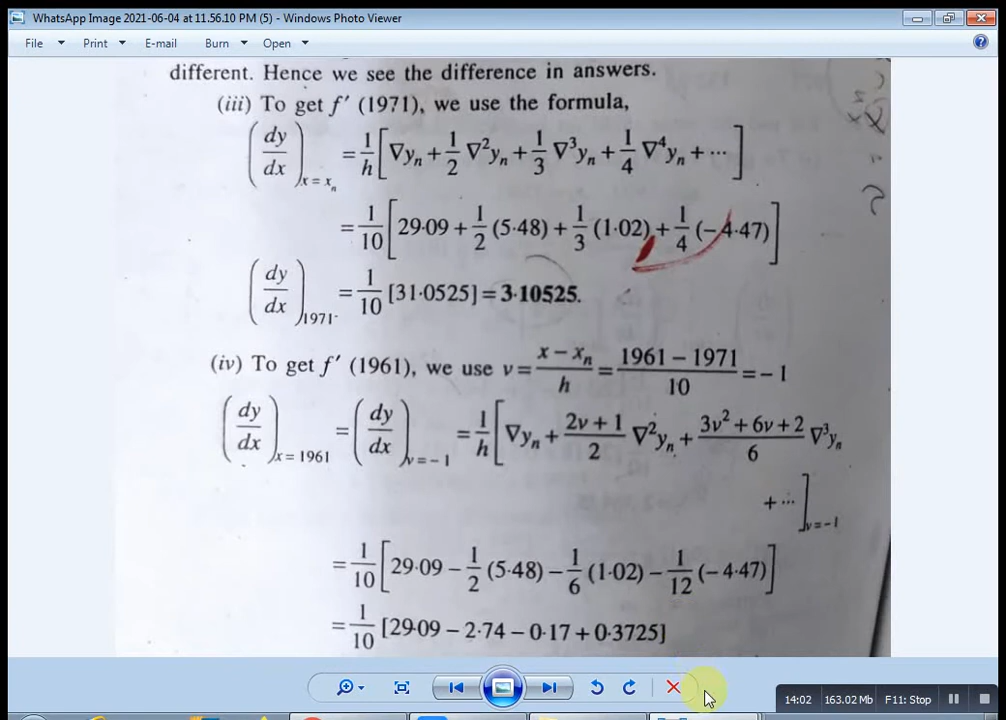 WhatsApp Image 2021-06-04 at 11.56.10 PM (5) - Windows Photo Viewer
File Print E-mail Burn Open
different. Hence we see the difference in answers.
(iii) To get f′ (1971), we use the formula,
(dy/dx)ₓ₌ₓₙ = 1/h [∇yₙ + 1/2 ∇²yₙ + 1/3 ∇³yₙ + 1/4 ∇⁴yₙ + ···]
= 1/10 [29·09 + 1/2 (5·48) + 1/3 (1·02) + 1/4 (– 4·47)]
(dy/dx)₁₉₇₁ = 1/10 [31·0525] = 3·10525.
(iv) To get f′ (1961), we use v = (x – xₙ)/h = (1961 – 1971)/10 = – 1
(dy/dx)ₓ₌₁₉₆₁ = (dy/dx)ᵥ₌₋₁ = 1/h [∇yₙ + (2v + 1)/2 ∇²yₙ + (3v² + 6v + 2)/6 ∇³yₙ
+ ···]ᵥ₌₋₁
= 1/10 [29·09 – 1/2 (5·48) – 1/6 (1·02) – 1/12 (– 4·47)]
= 1/10 [29·09 – 2·74 – 0·17 + 0·3725]
14:02 163.02 Mb F11: Stop